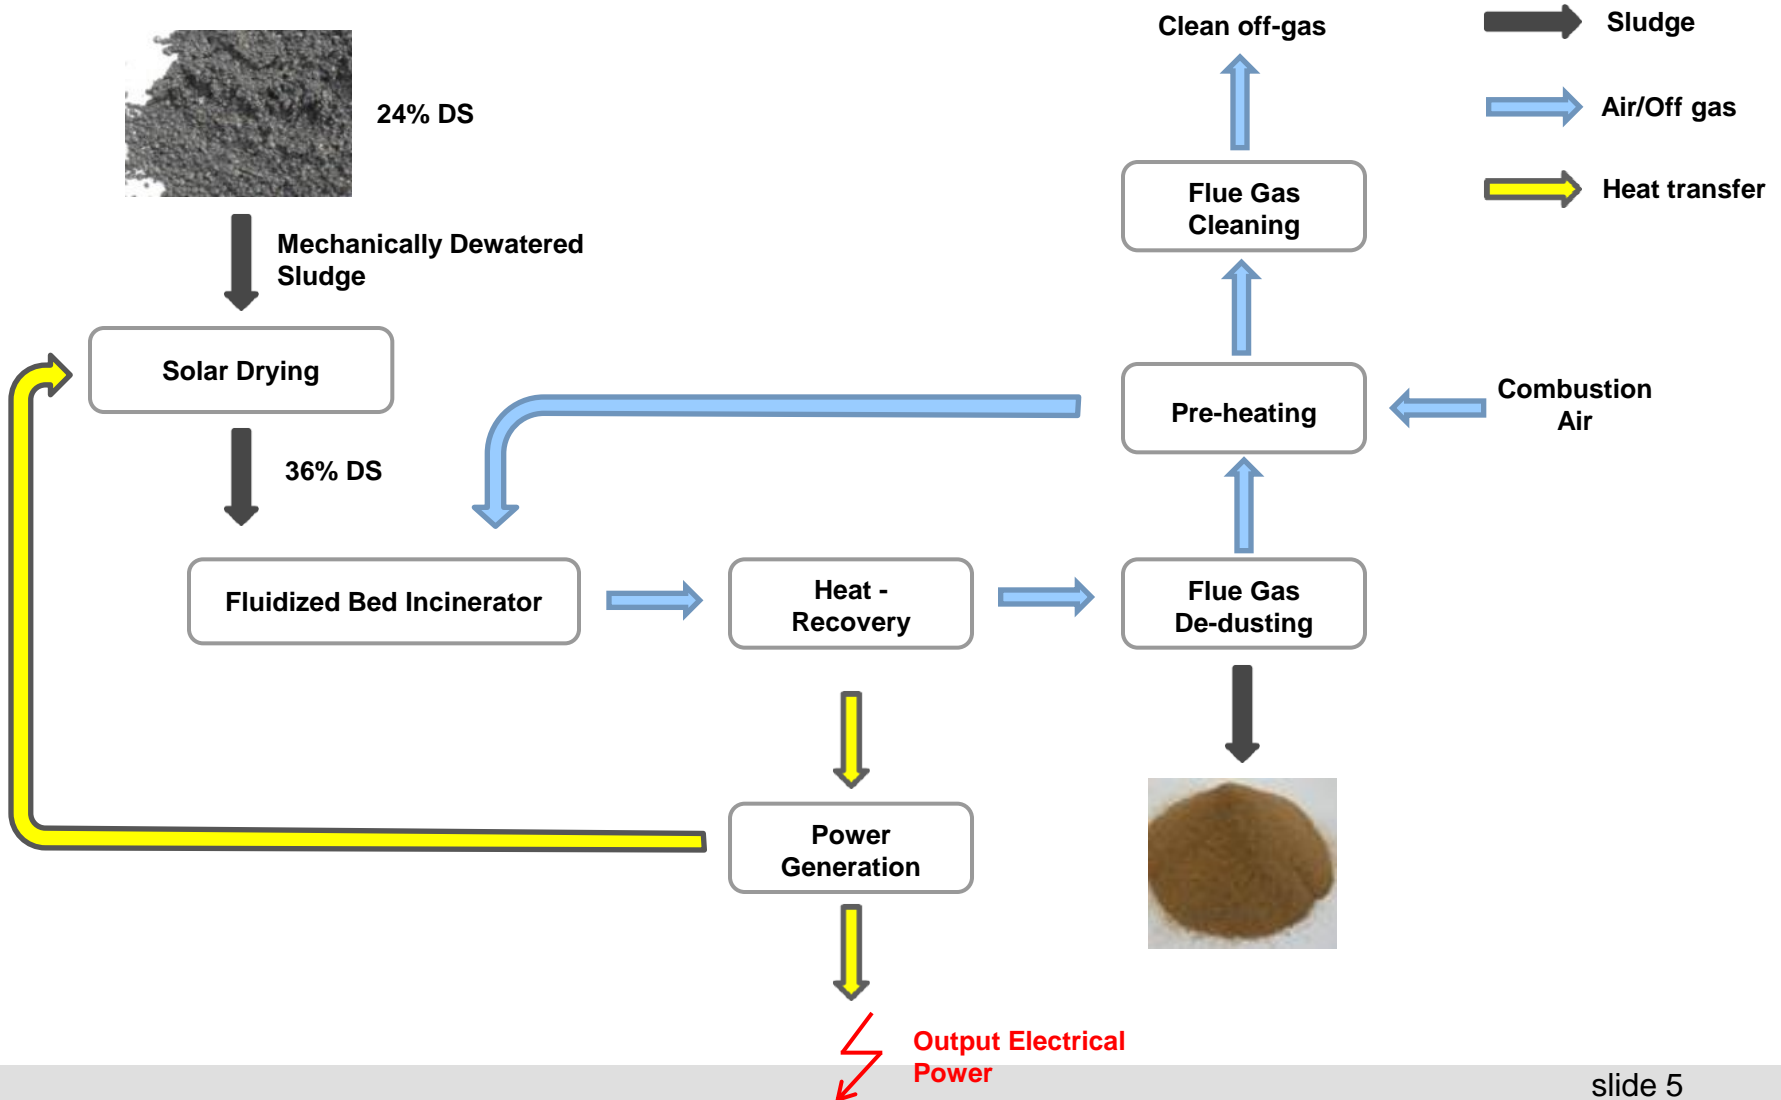 Clean off-gas
Sludge
24% DS
Air/Off gas
Flue Gas
Cleaning
Heat transfer
Mechanically Dewatered
Sludge
Solar Drying
Pre-heating
Combustion
Air
36% DS
Fluidized Bed Incinerator
Heat -
Recovery
Flue Gas
De-dusting
Power
Generation
Output Electrical
Power
slide 5